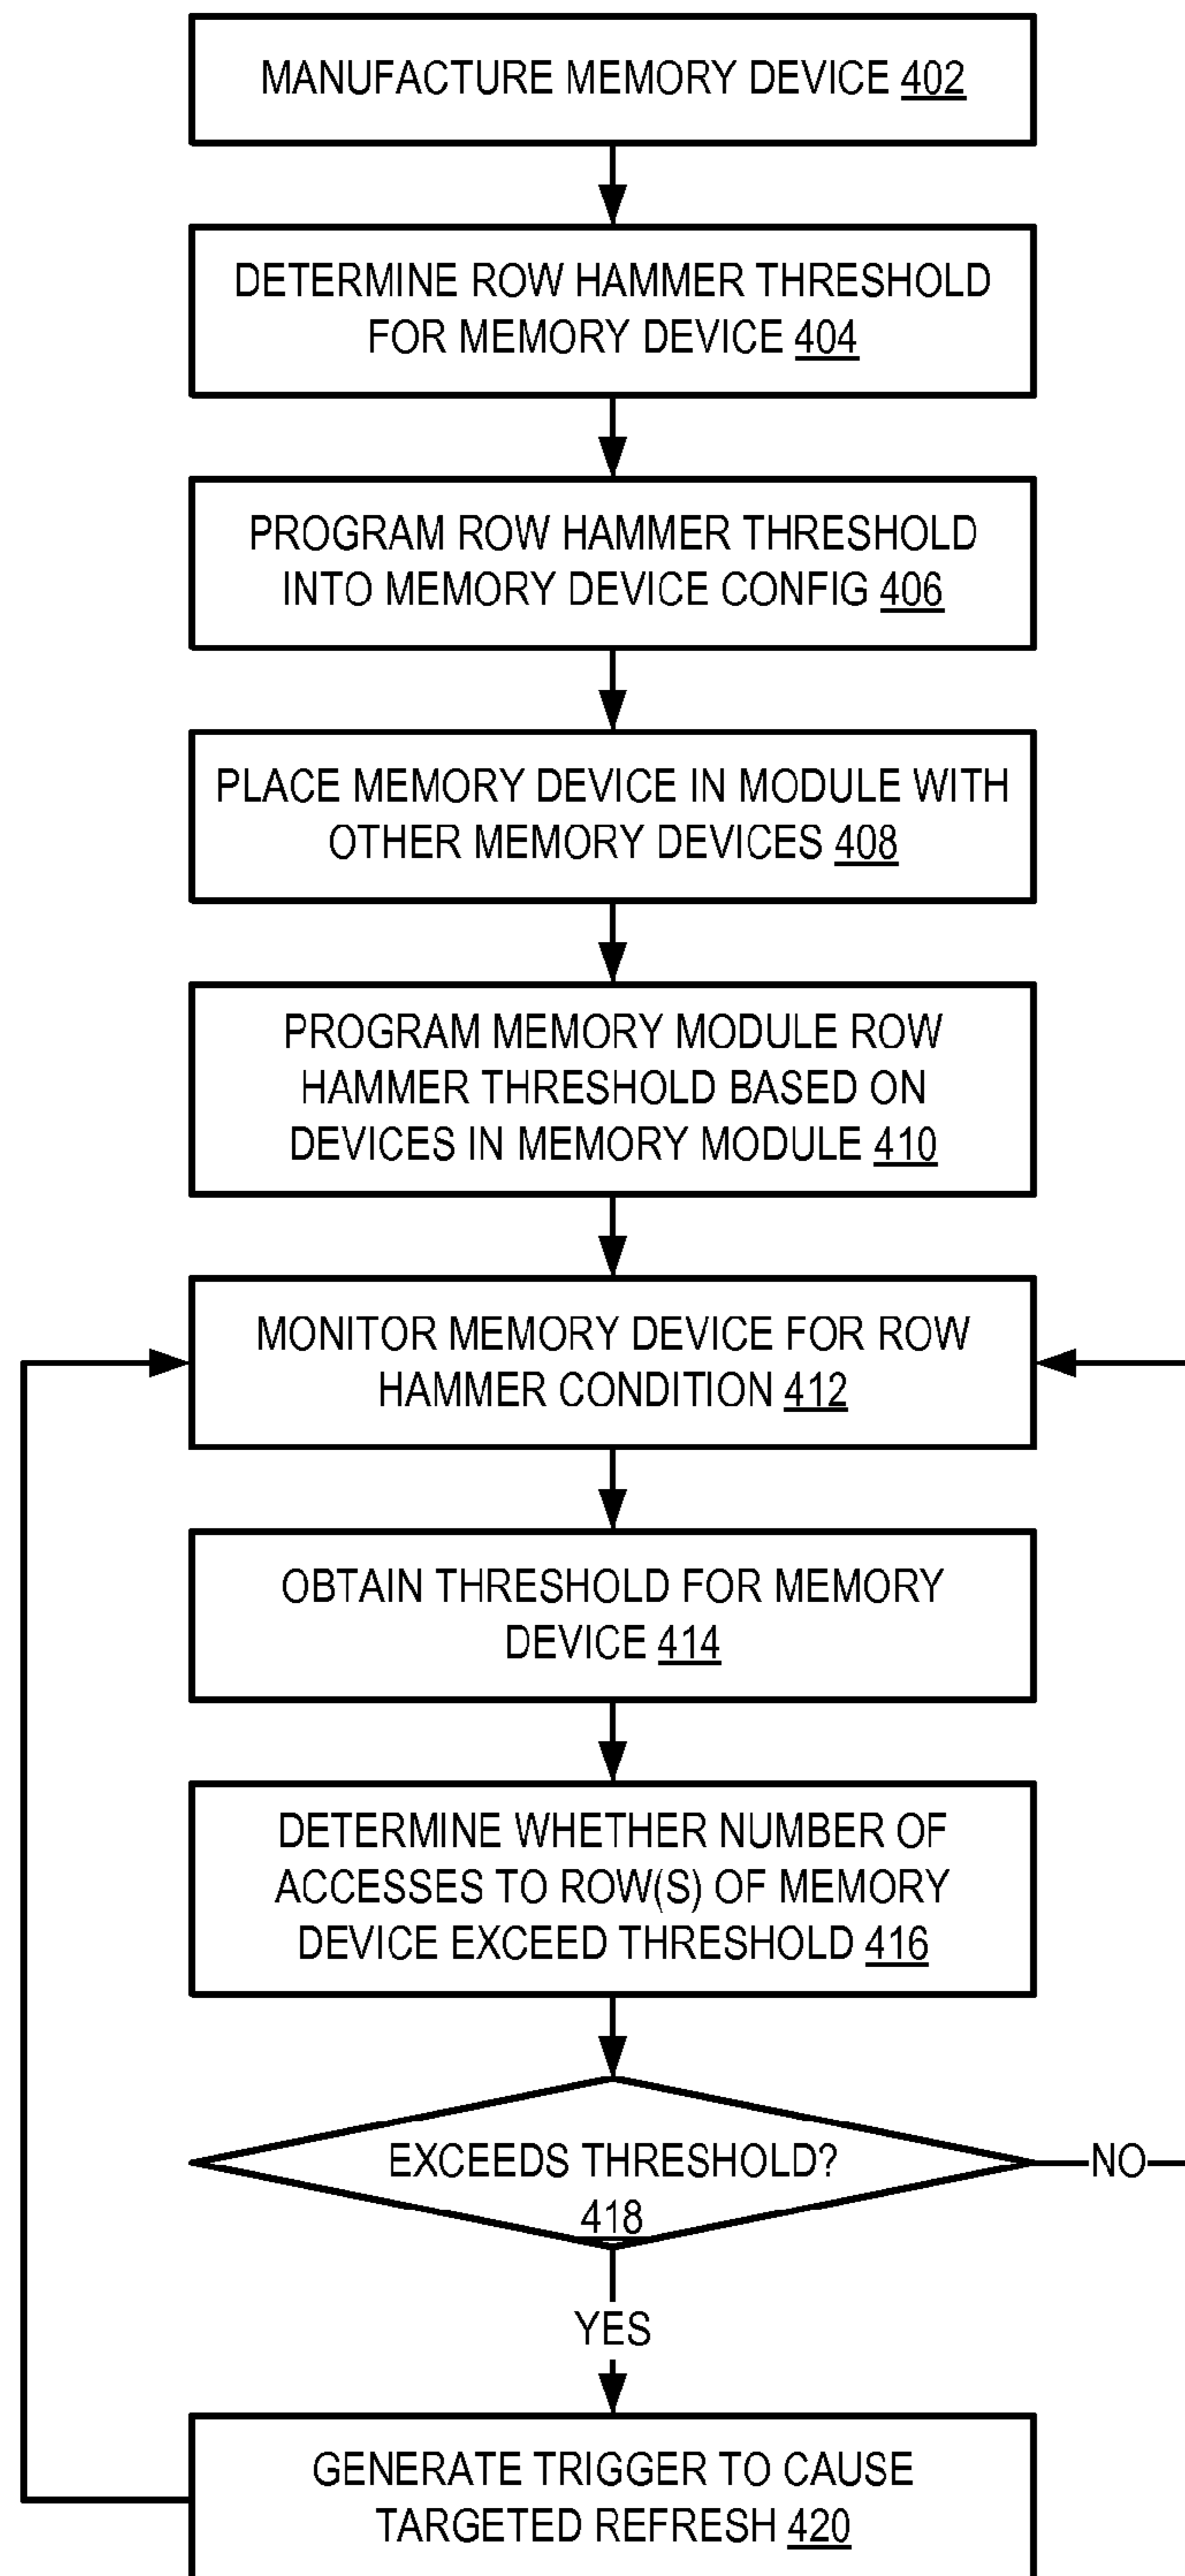 MANUFACTURE MEMORY DEVICE 402
DETERMINE ROW HAMMER THRESHOLD
FOR MEMORY DEVICE 404
PROGRAM ROW HAMMER THRESHOLD
INTO MEMORY DEVICE CONFIG 406
PLACE MEMORY DEVICE IN MODULE WITH
OTHER MEMORY DEVICES 408
PROGRAM MEMORY MODULE ROW
HAMMER THRESHOLD BASED ON
DEVICES IN MEMORY MODULE 410
MONITOR MEMORY DEVICE FOR ROW
HAMMER CONDITION 412
OBTAIN THRESHOLD FOR MEMORY
DEVICE 414
DETERMINE WHETHER NUMBER OF
ACCESSES TO ROW(S) OF MEMORY
DEVICE EXCEED THRESHOLD 416
EXCEEDS THRESHOLD?
418
NO
YES
GENERATE TRIGGER TO CAUSE
TARGETED REFRESH 420